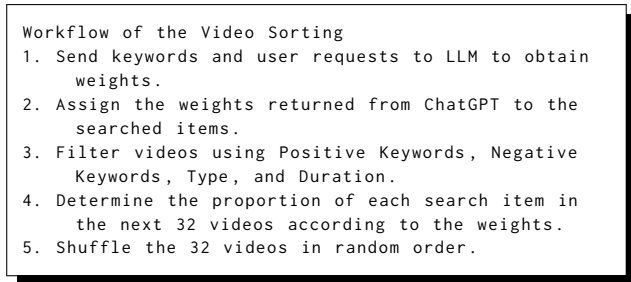 Workflow of the Video Sorting
1. Send keywords and user requests to LLM to obtain
weights.
2. Assign the weights returned from ChatGPT to the
searched items.
3. Filter videos using Positive Keywords, Negative
Keywords, Type, and Duration.
4. Determine the proportion of each search item in
the next 32 videos according to the weights.
5. Shuffle the 32 videos in random order.